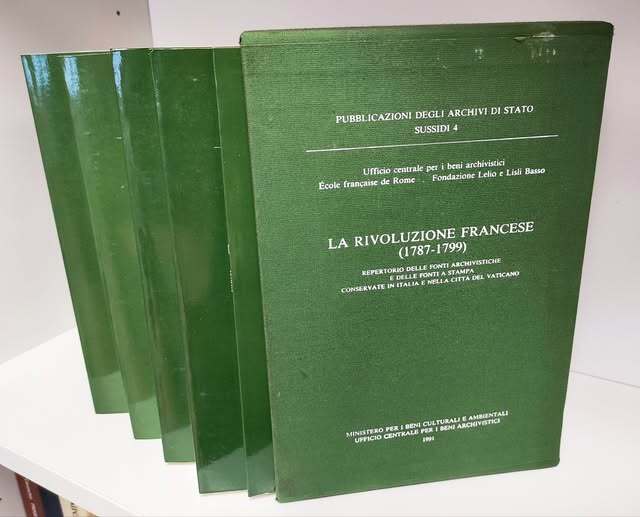 PUBBLICAZIONI DEGLI ARCHIVI DI STATO
SUSSIDI 4
Ufficio centrale per i beni archivistici
École française de Rome . Fondazione Lelio e Lisli Basso
LA RIVOLUZIONE FRANCESE
(1787-1799)
REPERTORIO DELLE FONTI ARCHIVISTICHE
E DELLE FONTI A STAMPA
CONSERVATE IN ITALIA E NELLA CITTÀ DEL VATICANO
MINISTERO PER I BENI CULTURALI E AMBIENTALI
UFFICIO CENTRALE PER I BENI ARCHIVISTICI
1991